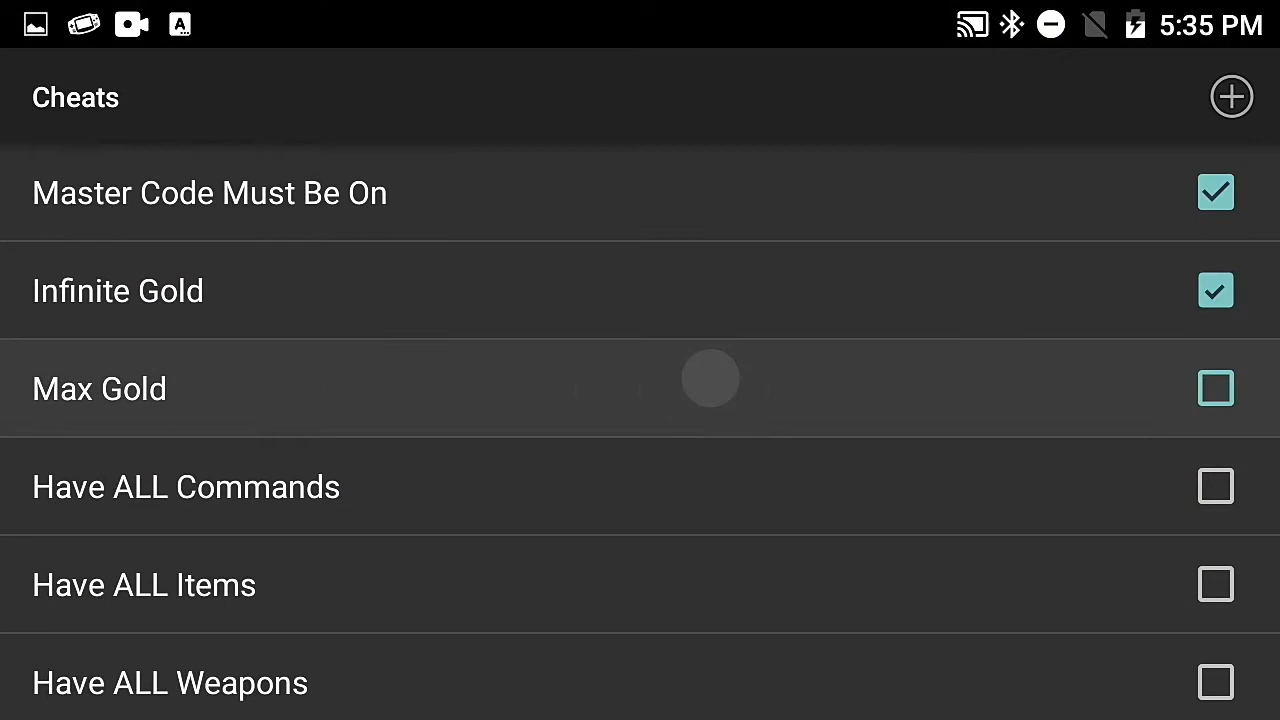 5:35 PM
Cheats
Master Code Must Be On
Infinite Gold
Max Gold
Have ALL Commands
Have ALL Items
Have ALL Weapons